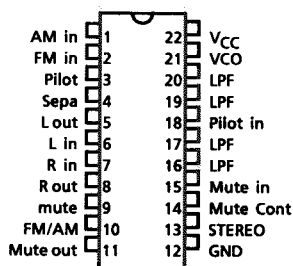 AM in 1 22 VCC
FM in 2 21 VCO
Pilot 3 20 LPF
Sepa 4 19 LPF
L out 5 18 Pilot in
L in 6 17 LPF
R in 7 16 LPF
R out 8 15 Mute in
mute 9 14 Mute Cont
FM/AM 10 13 STEREO
Mute out 11 12 GND